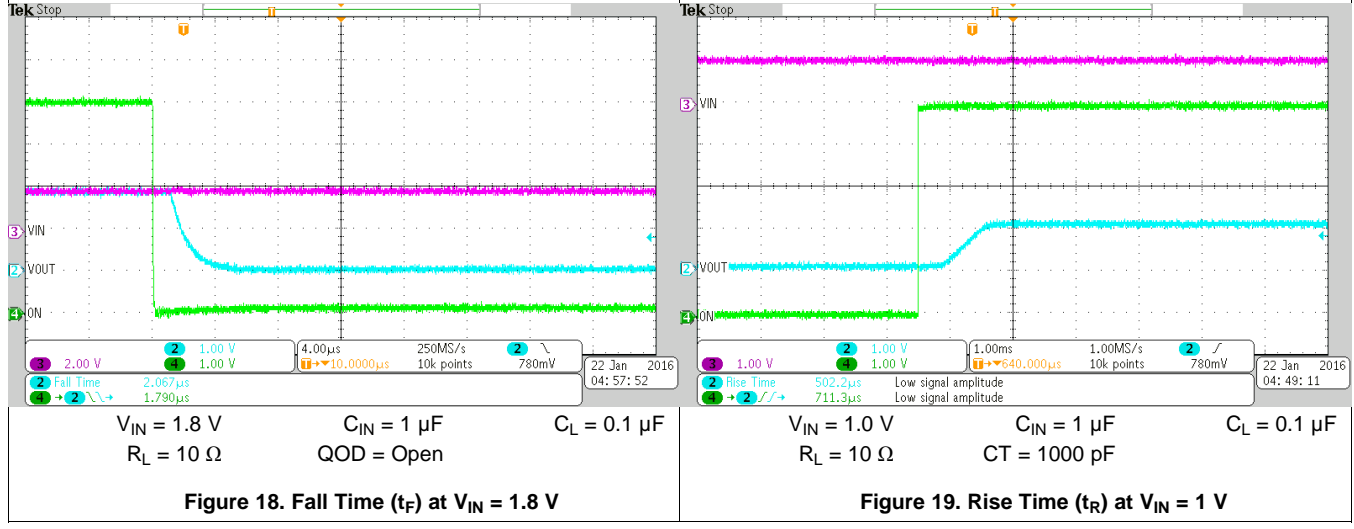 Tek Stop
T
T
3 VIN
2 VOUT
4 ON
2 1.00 V
3 2.00 V 4 1.00 V
4.00µs 250MS/s 2
T→▼10.0000µs 10k points 780mV
2 Fall Time 2.067µs
4 → 2 → 1.790µs
22 Jan 2016
04:57:52
V_IN = 1.8 V C_IN = 1 µF C_L = 0.1 µF
R_L = 10 Ω QOD = Open
Figure 18. Fall Time (t_F) at V_IN = 1.8 V
Tek Stop
T
T
3 VIN
2 VOUT
4 ON
2 1.00 V
3 1.00 V 4 1.00 V
1.00ms 1.00MS/s 2
T→▼640.000µs 10k points 780mV
2 Rise Time 502.2µs Low signal amplitude
4 → 2 → 711.3µs Low signal amplitude
22 Jan 2016
04:49:11
V_IN = 1.0 V C_IN = 1 µF C_L = 0.1 µF
R_L = 10 Ω CT = 1000 pF
Figure 19. Rise Time (t_R) at V_IN = 1 V